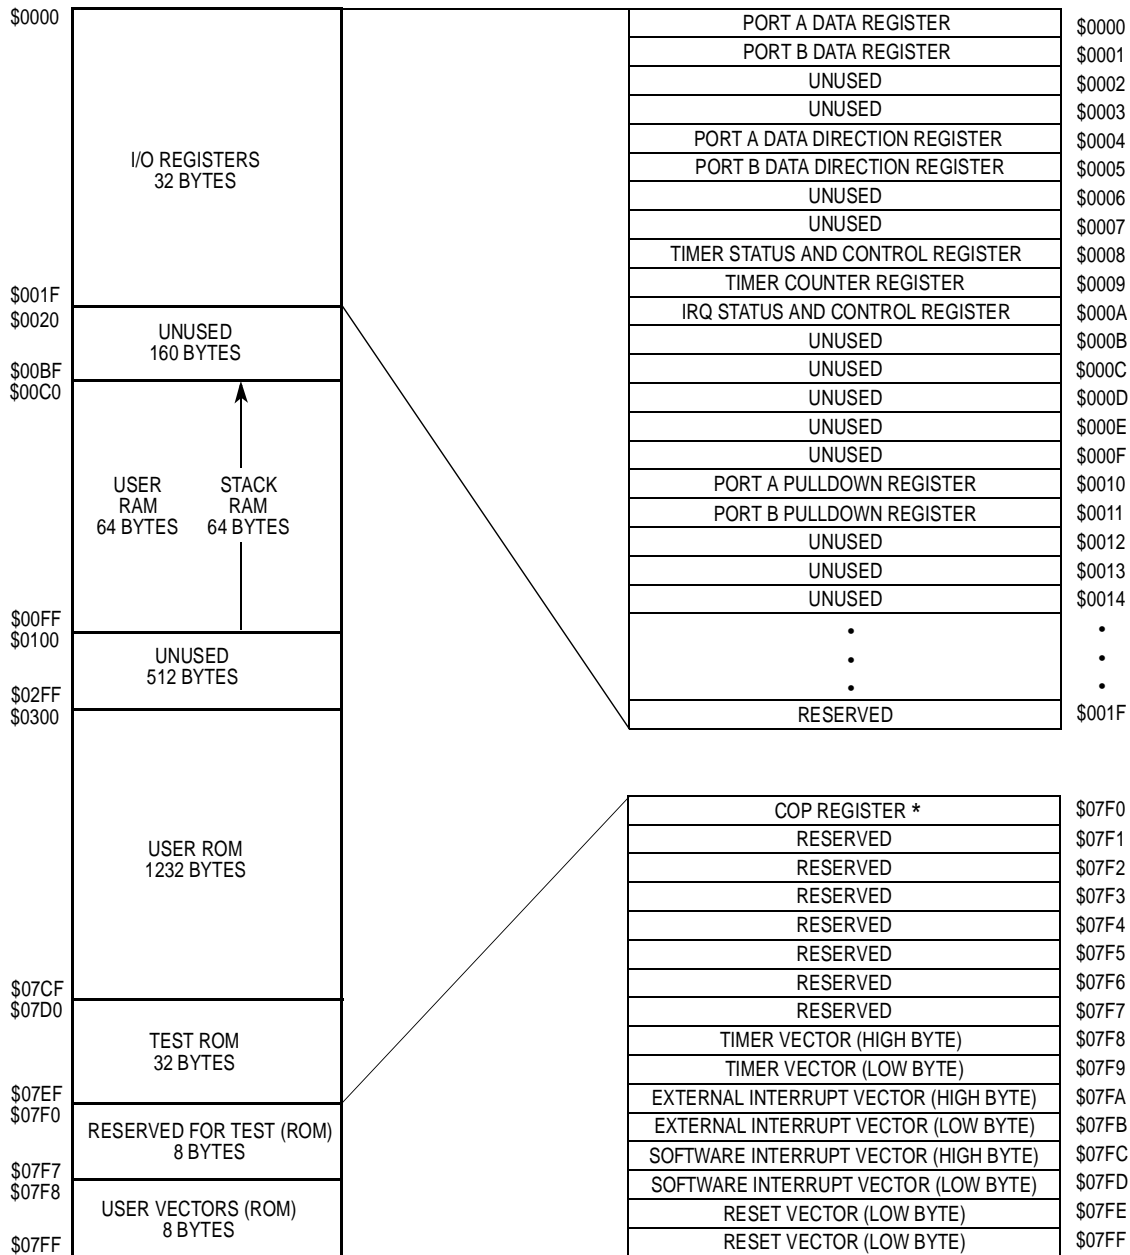 $0000
I/O REGISTERS
32 BYTES
$001F
$0020
UNUSED
160 BYTES
$00BF
$00C0
USER
RAM
64 BYTES
STACK
RAM
64 BYTES
$00FF
$0100
UNUSED
512 BYTES
$02FF
$0300
USER ROM
1232 BYTES
$07CF
$07D0
TEST ROM
32 BYTES
$07EF
$07F0
RESERVED FOR TEST (ROM)
8 BYTES
$07F7
$07F8
USER VECTORS (ROM)
8 BYTES
$07FF
PORT A DATA REGISTER $0000
PORT B DATA REGISTER $0001
UNUSED $0002
UNUSED $0003
PORT A DATA DIRECTION REGISTER $0004
PORT B DATA DIRECTION REGISTER $0005
UNUSED $0006
UNUSED $0007
TIMER STATUS AND CONTROL REGISTER $0008
TIMER COUNTER REGISTER $0009
IRQ STATUS AND CONTROL REGISTER $000A
UNUSED $000B
UNUSED $000C
UNUSED $000D
UNUSED $000E
UNUSED $000F
PORT A PULLDOWN REGISTER $0010
PORT B PULLDOWN REGISTER $0011
UNUSED $0012
UNUSED $0013
UNUSED $0014
• •
• •
• •
RESERVED $001F
COP REGISTER * $07F0
RESERVED $07F1
RESERVED $07F2
RESERVED $07F3
RESERVED $07F4
RESERVED $07F5
RESERVED $07F6
RESERVED $07F7
TIMER VECTOR (HIGH BYTE) $07F8
TIMER VECTOR (LOW BYTE) $07F9
EXTERNAL INTERRUPT VECTOR (HIGH BYTE) $07FA
EXTERNAL INTERRUPT VECTOR (LOW BYTE) $07FB
SOFTWARE INTERRUPT VECTOR (HIGH BYTE) $07FC
SOFTWARE INTERRUPT VECTOR (LOW BYTE) $07FD
RESET VECTOR (LOW BYTE) $07FE
RESET VECTOR (LOW BYTE) $07FF